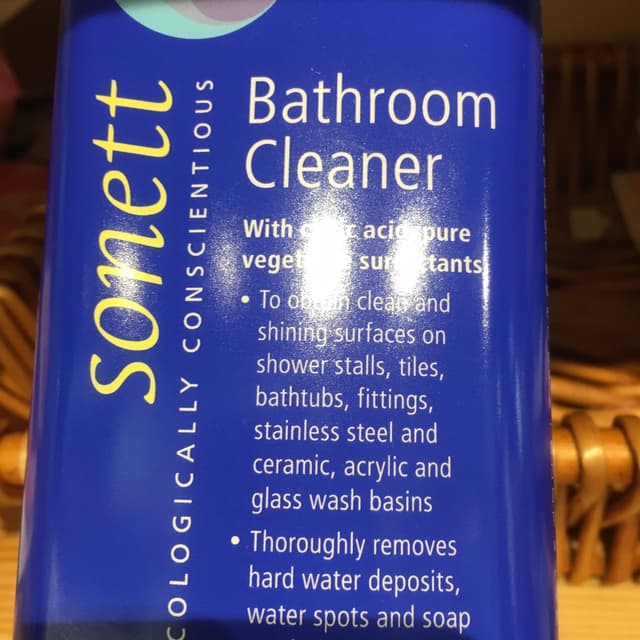 sonett
COLOGICALLY CONSCIENTIOUS
Bathroom
Cleaner
With acid, pure
• To clean and
shining surfaces on
shower stalls, tiles,
bathtubs, fittings,
stainless steel and
ceramic, acrylic and
glass wash basins
• Thoroughly removes
hard water deposits,
water spots and soap